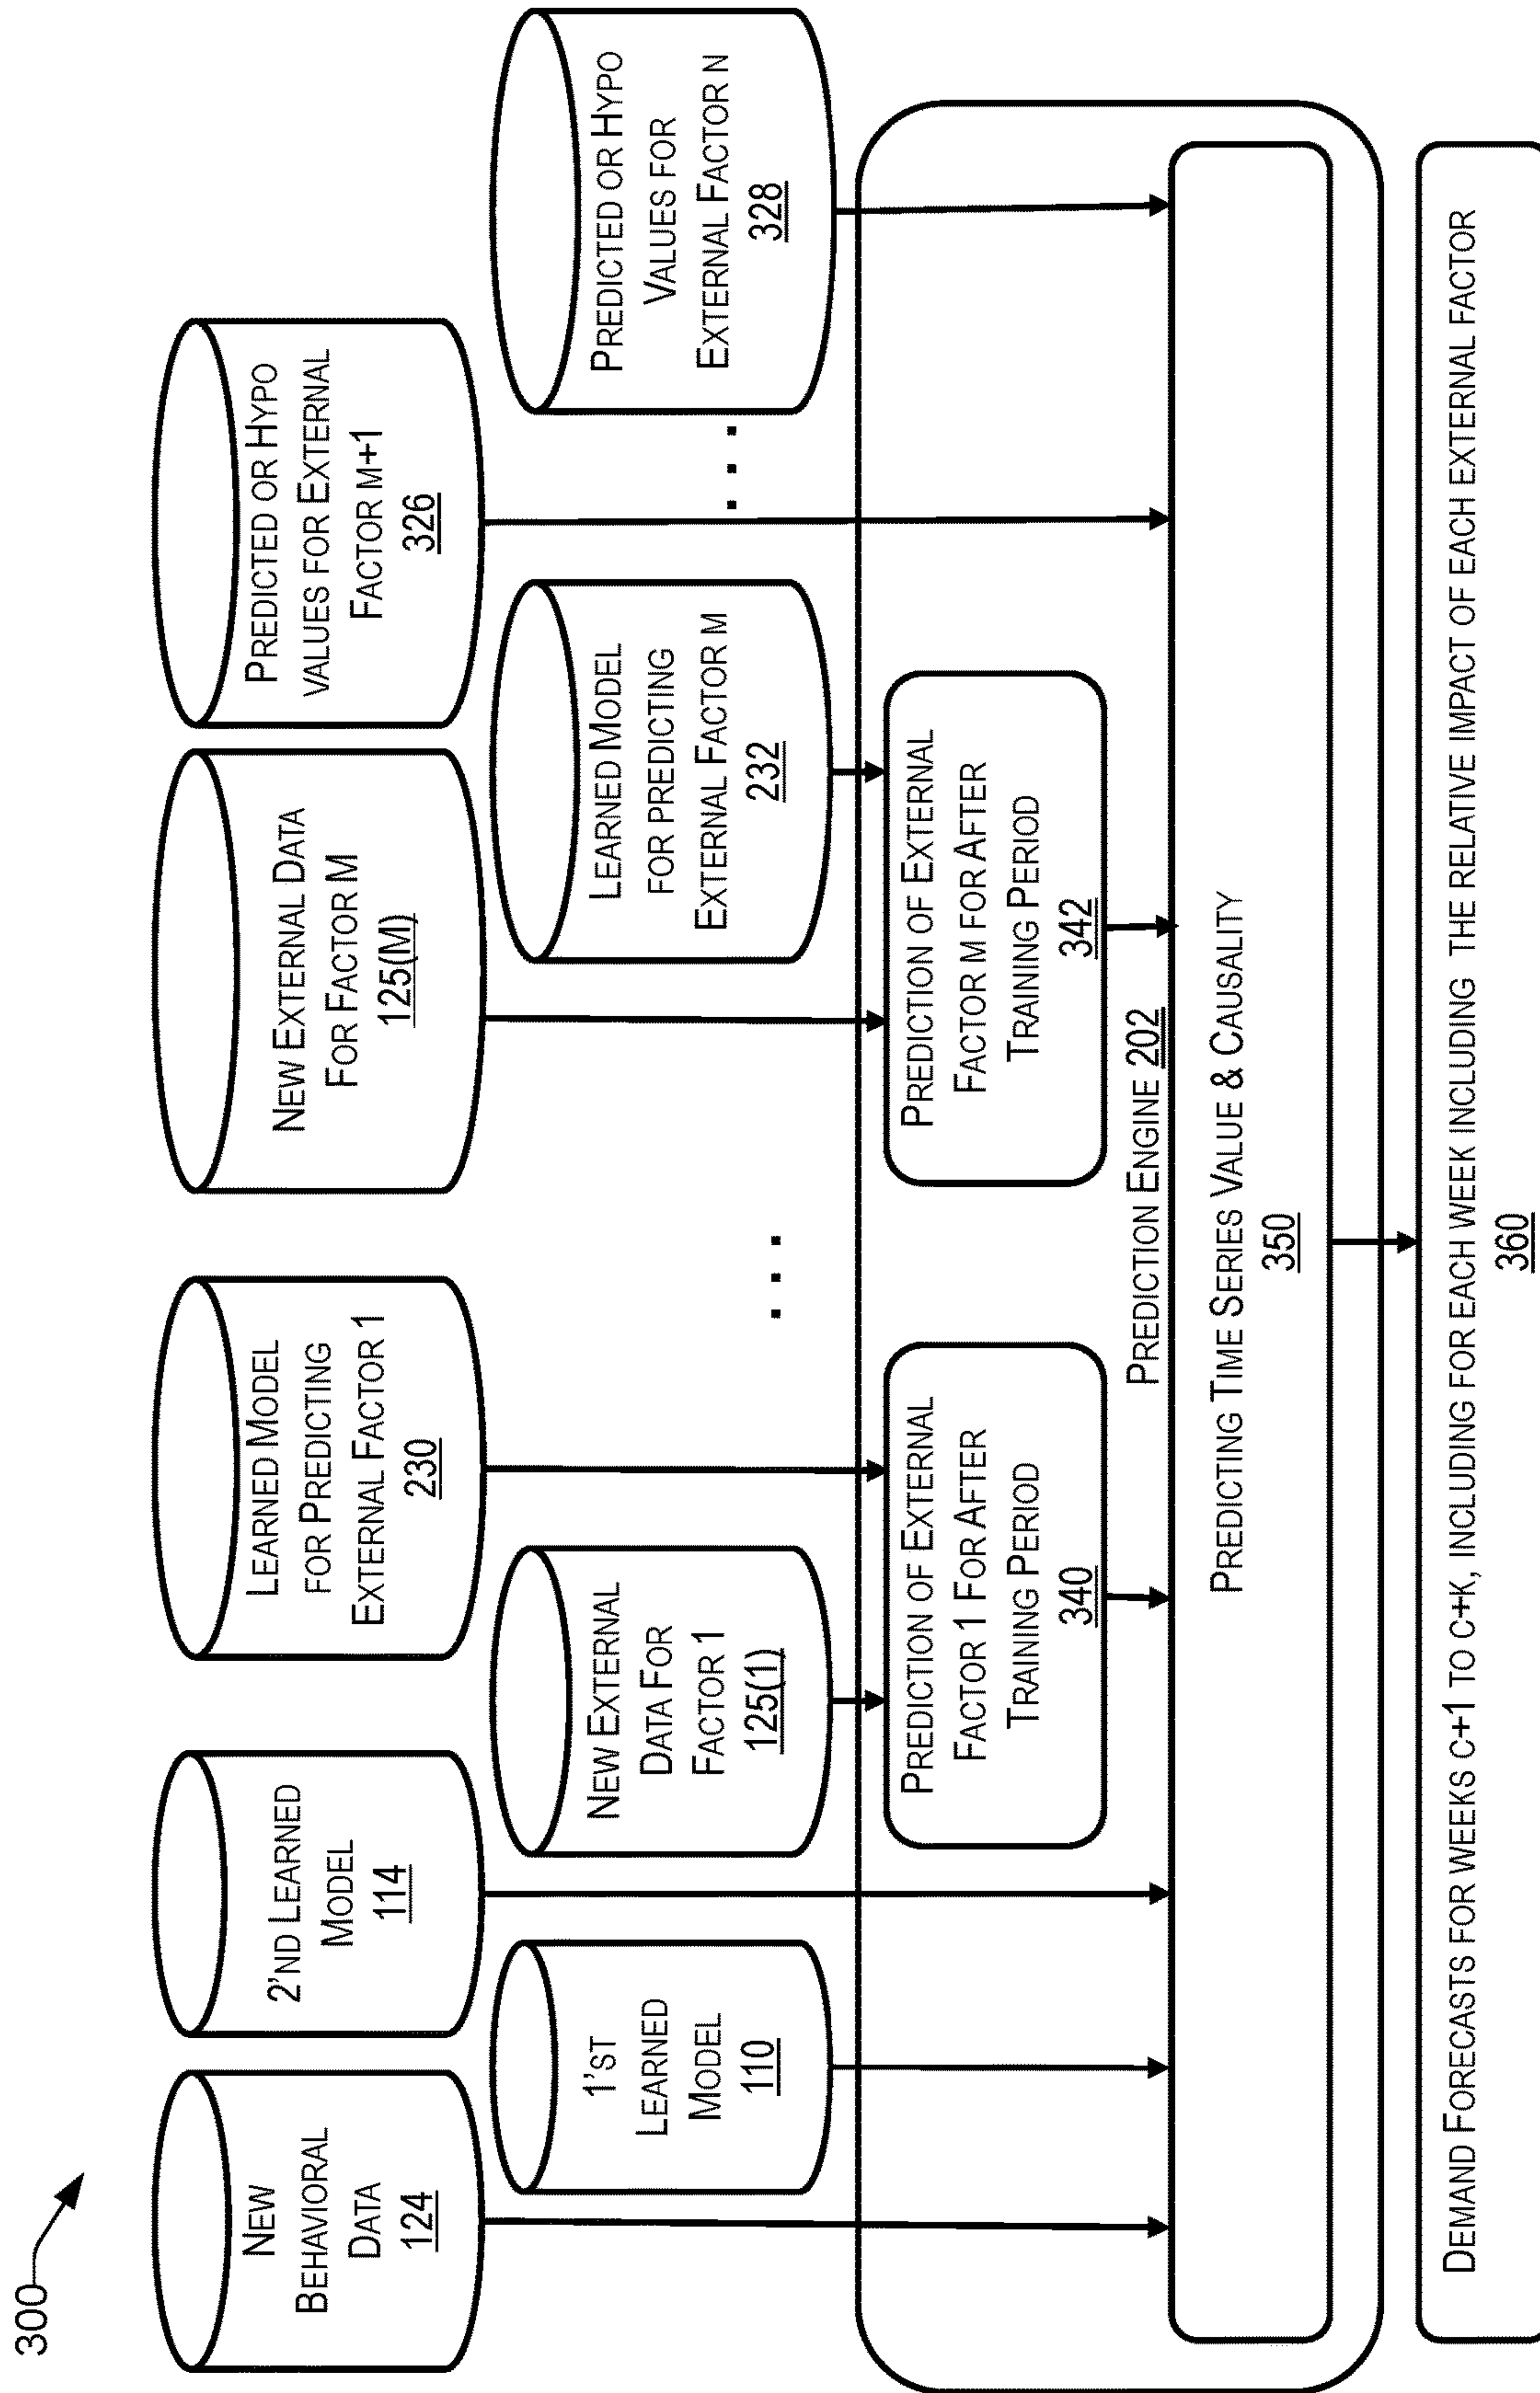 300
NEW
BEHAVIORAL
DATA
124
2'ND LEARNED
MODEL
114
LEARNED MODEL
FOR PREDICTING
EXTERNAL FACTOR 1
230
NEW EXTERNAL DATA
FOR FACTOR M
125(M)
PREDICTED OR HYPO
VALUES FOR EXTERNAL
FACTOR M+1
326
1'ST
LEARNED
MODEL
110
NEW EXTERNAL
DATA FOR
FACTOR 1
125(1)
. . .
LEARNED MODEL
FOR PREDICTING
EXTERNAL FACTOR M
232
. . .
PREDICTED OR HYPO
VALUES FOR
EXTERNAL FACTOR N
328
PREDICTION OF EXTERNAL
FACTOR 1 FOR AFTER
TRAINING PERIOD
340
PREDICTION OF EXTERNAL
FACTOR M FOR AFTER
TRAINING PERIOD
342
PREDICTION ENGINE 202
PREDICTING TIME SERIES VALUE & CAUSALITY
350
DEMAND FORECASTS FOR WEEKS C+1 TO C+K, INCLUDING FOR EACH WEEK INCLUDING THE RELATIVE IMPACT OF EACH EXTERNAL FACTOR
360